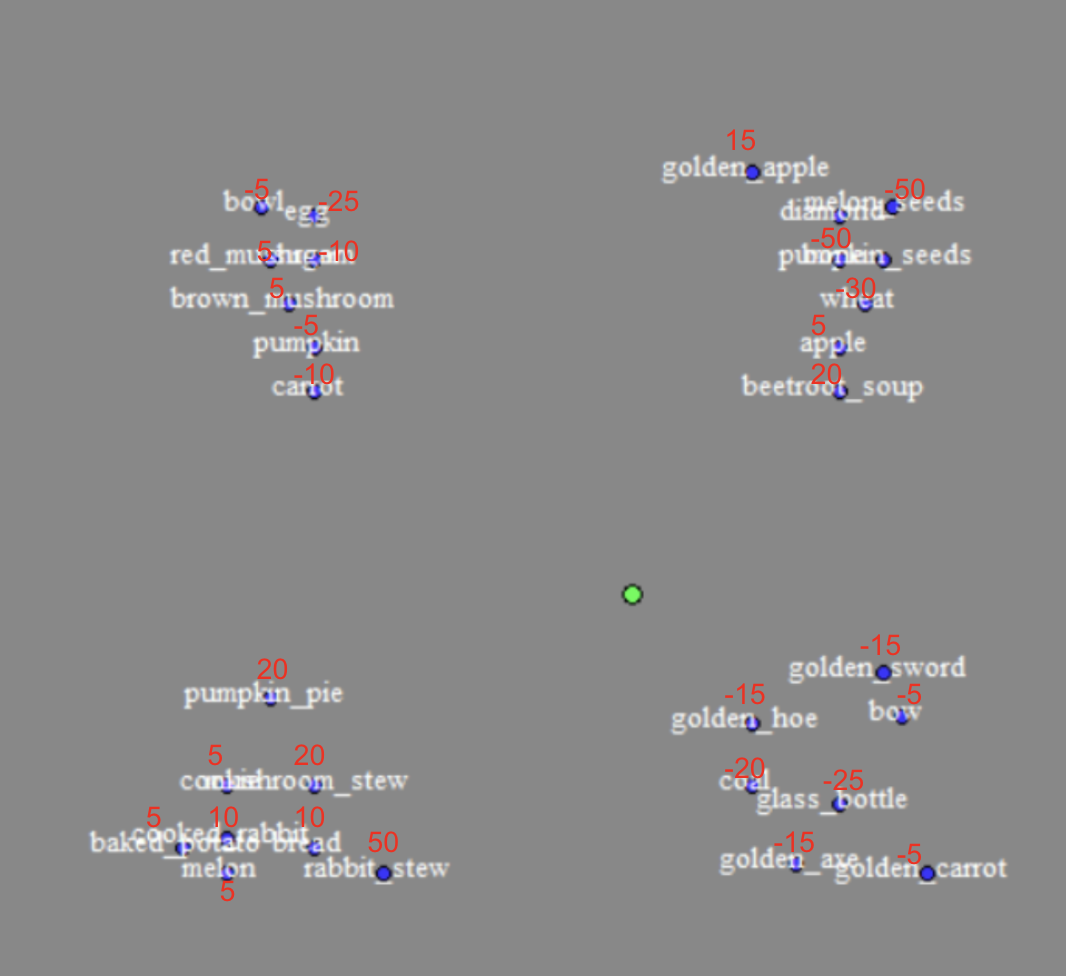 15
golden_apple
-5
bowl
-25
egg
-50
melon_seeds
diamond
5
red_mushroom
-10
-50
pumpkin_seeds
5
brown_mushroom
-30
wheat
-5
pumpkin
5
apple
-10
carrot
20
beetroot_soup
-15
golden_sword
20
pumpkin_pie
-15
golden_hoe
-5
bow
5
cookie
20
mushroom_stew
-20
coal
-25
glass_bottle
5
baked_potato
10
cooked_rabbit
10
bread
50
rabbit_stew
melon
5
-15
golden_axe
-5
golden_carrot